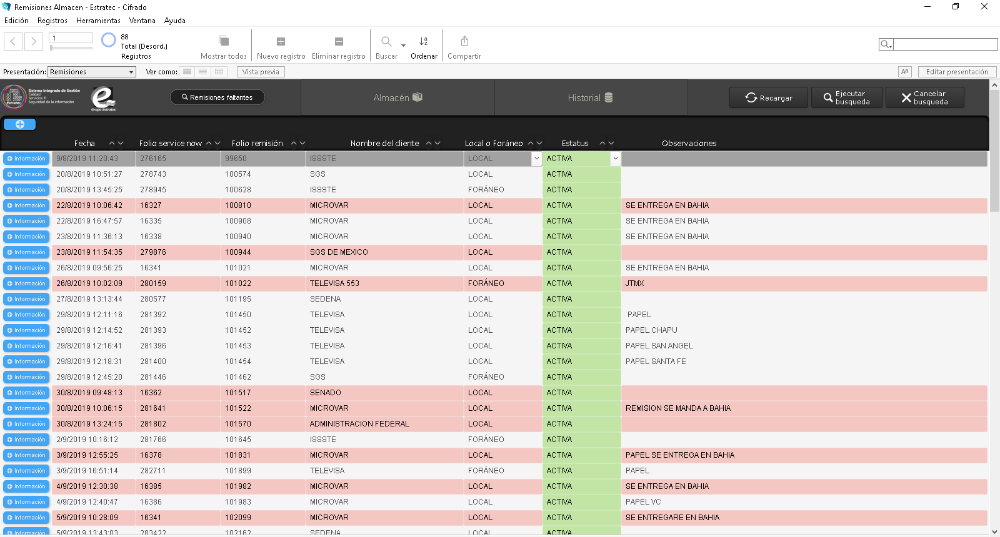 Remisiones Almacen - Estratec - Cifrado
Edición Registros Herramientas Ventana Ayuda
1
88
Total (Desord.)
Registros
Mostrar todos Nuevo registro Eliminar registro Buscar Ordenar Compartir
Presentación: Remisiones Ver como: Vista previa Aa Editar presentación
Sistema Integrado de Gestión
Calidad
Servicios TI
Seguridad de la información
Estratec
Grupo Estratec
Remisiones faltantes
Almacén
Historial
Recargar
Ejecutar
busqueda
Cancelar
busqueda
Fecha Folio service now Folio remisión Nombre del cliente Local o Foráneo Estatus Observaciones
Información 9/8/2019 11:20:43 276165 99650 ISSSTE LOCAL ACTIVA
Información 20/8/2019 10:51:27 278743 100574 SGS LOCAL ACTIVA
Información 20/8/2019 13:45:25 278945 100628 ISSSTE FORÁNEO ACTIVA
Información 22/8/2019 10:06:42 16327 100810 MICROVAR LOCAL ACTIVA SE ENTREGA EN BAHIA
Información 22/8/2019 16:47:57 16335 100908 MICROVAR LOCAL ACTIVA SE ENTREGA EN BAHIA
Información 23/8/2019 11:36:13 16338 100940 MICROVAR LOCAL ACTIVA SE ENTREGA EN BAHIA
Información 23/8/2019 11:54:35 279876 100944 SGS DE MEXICO LOCAL ACTIVA
Información 26/8/2019 09:56:25 16341 101021 MICROVAR LOCAL ACTIVA SE ENTREGA EN BAHIA
Información 26/8/2019 10:02:09 280159 101022 TELEVISA 553 FORÁNEO ACTIVA JTMX
Información 27/8/2019 13:13:44 280577 101195 SEDENA LOCAL ACTIVA
Información 29/8/2019 12:11:16 281392 101450 TELEVISA LOCAL ACTIVA PAPEL
Información 29/8/2019 12:14:52 281393 101452 TELEVISA LOCAL ACTIVA PAPEL CHAPU
Información 29/8/2019 12:16:41 281396 101453 TELEVISA LOCAL ACTIVA PAPEL SAN ANGEL
Información 29/8/2019 12:18:31 281400 101454 TELEVISA LOCAL ACTIVA PAPEL SANTA FE
Información 29/8/2019 12:45:20 281446 101462 SGS FORÁNEO ACTIVA
Información 30/8/2019 09:48:13 16362 101517 SENADO LOCAL ACTIVA
Información 30/8/2019 10:06:15 281641 101522 MICROVAR LOCAL ACTIVA REMISION SE MANDA A BAHIA
Información 30/8/2019 13:24:15 281802 101570 ADMINISTRACION FEDERAL LOCAL ACTIVA
Información 2/9/2019 10:16:12 281766 101645 ISSSTE FORÁNEO ACTIVA
Información 3/9/2019 12:55:25 16378 101831 MICROVAR LOCAL ACTIVA PAPEL SE ENTREGA EN BAHIA
Información 3/9/2019 16:51:14 282711 101899 TELEVISA FORÁNEO ACTIVA PAPEL
Información 4/9/2019 12:30:38 16385 101982 MICROVAR LOCAL ACTIVA SE ENTREGA EN BAHIA
Información 4/9/2019 12:40:47 16386 101983 MICROVAR LOCAL ACTIVA PAPEL VC
Información 5/9/2019 10:28:09 16341 102099 MICROVAR LOCAL ACTIVA SE ENTREGARE EN BAHIA
Información 5/9/2019 13:43:03 283422 102162 SEDENA LOCAL ACTIVA